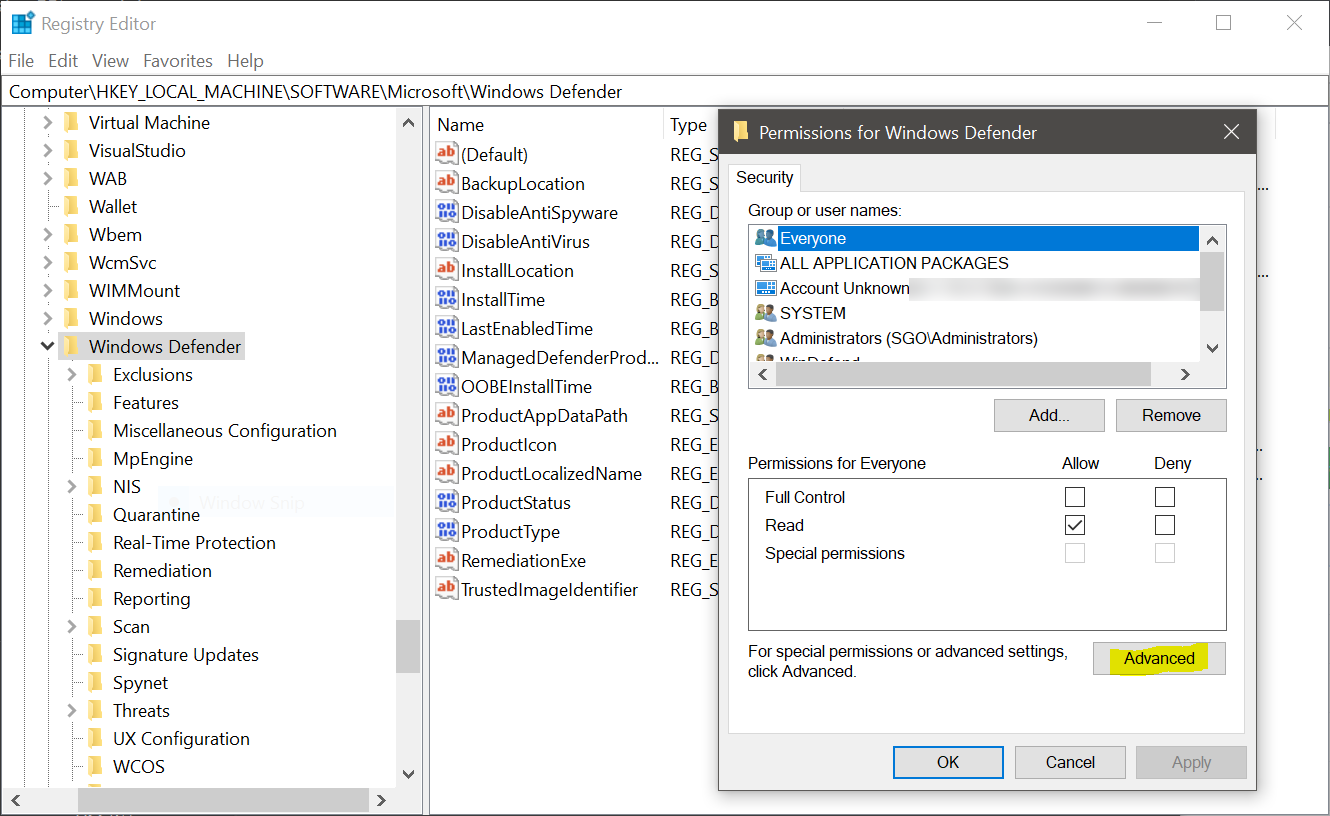 Registry Editor
File Edit View Favorites Help
Computer\HKEY_LOCAL_MACHINE\SOFTWARE\Microsoft\Windows Defender
Virtual Machine
VisualStudio
WAB
Wallet
Wbem
WcmSvc
WIMMount
Windows
Windows Defender
Exclusions
Features
Miscellaneous Configuration
MpEngine
NIS
Window Snip
Quarantine
Real-Time Protection
Remediation
Reporting
Scan
Signature Updates
Spynet
Threats
UX Configuration
WCOS
Name Type
(Default) REG_S
BackupLocation REG_S ...
DisableAntiSpyware REG_D
DisableAntiVirus REG_D
InstallLocation REG_S ...
InstallTime REG_B
LastEnabledTime REG_B
ManagedDefenderProd... REG_D
OOBEInstallTime REG_B
ProductAppDataPath REG_S
ProductIcon REG_E ..
ProductLocalizedName REG_E ..
ProductStatus REG_D
ProductType REG_D
RemediationExe REG_E
TrustedImageIdentifier REG_S
Permissions for Windows Defender
Security
Group or user names:
Everyone
ALL APPLICATION PACKAGES
Account Unknown
SYSTEM
Administrators (SGO\Administrators)
WinDefend
Add... Remove
Permissions for Everyone Allow Deny
Full Control
Read
Special permissions
For special permissions or advanced settings,
click Advanced.
Advanced
OK Cancel Apply